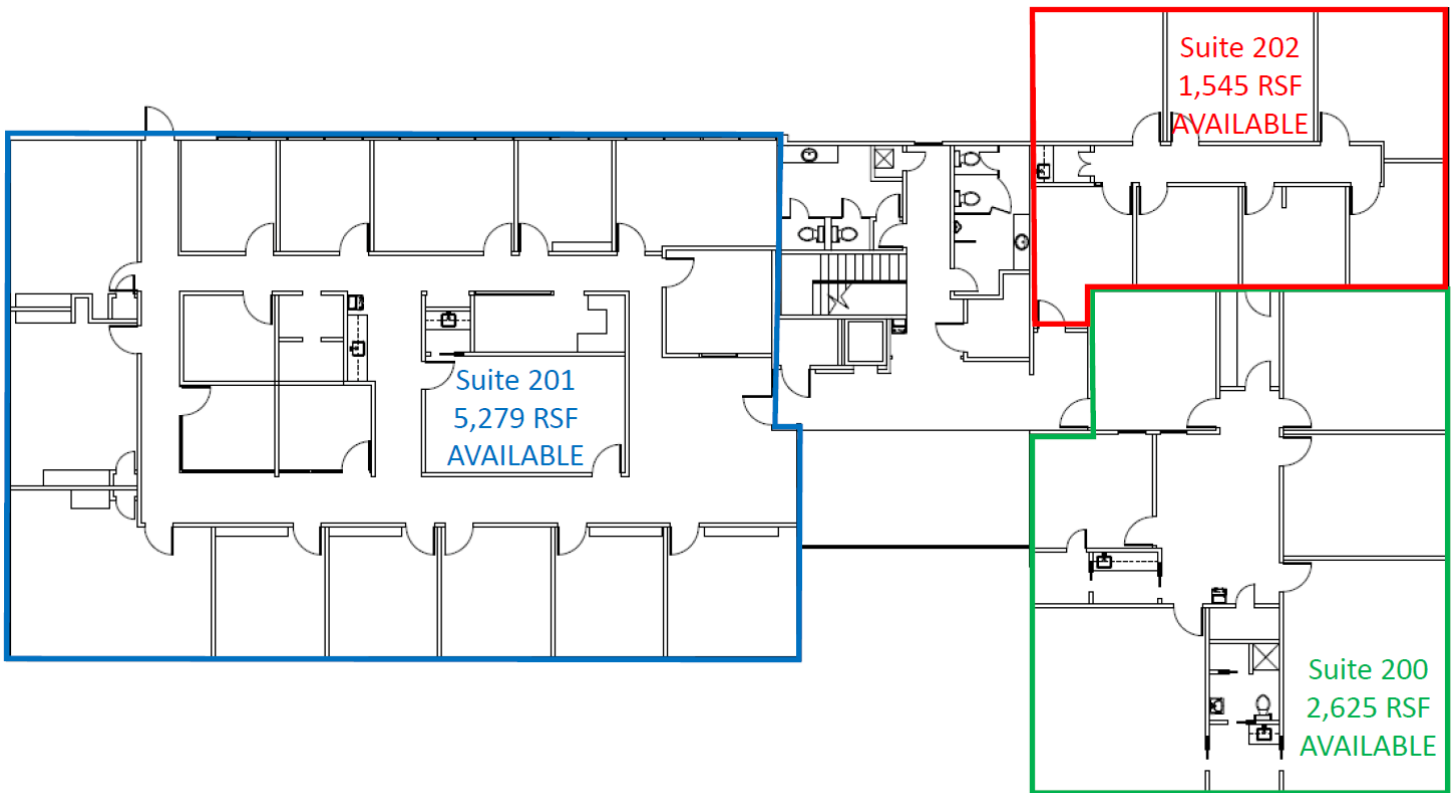 Suite 202
1,545 RSF
AVAILABLE
Suite 201
5,279 RSF
AVAILABLE
Suite 200
2,625 RSF
AVAILABLE